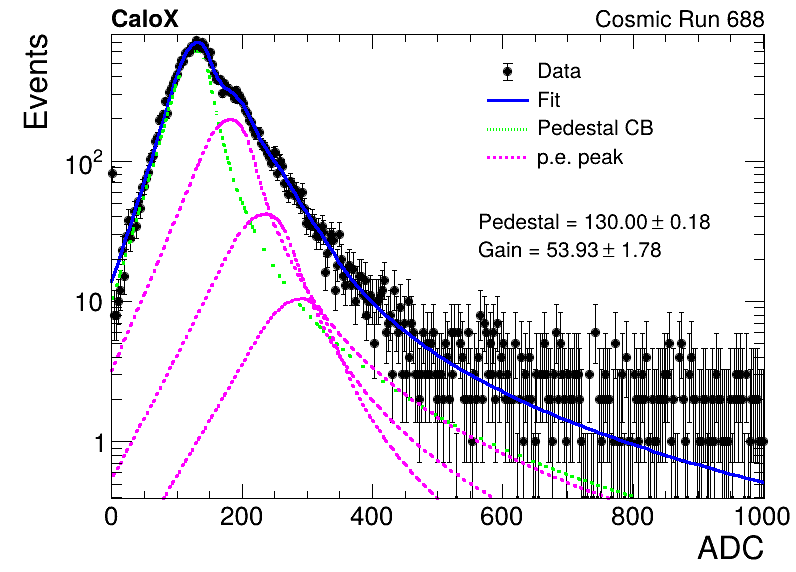 CaloX Cosmic Run 688
Events
Data
Fit
Pedestal CB
p.e. peak
Pedestal = 130.00 ± 0.18
Gain = 53.93 ± 1.78
10²
10
1
0 200 400 600 800 1000
ADC